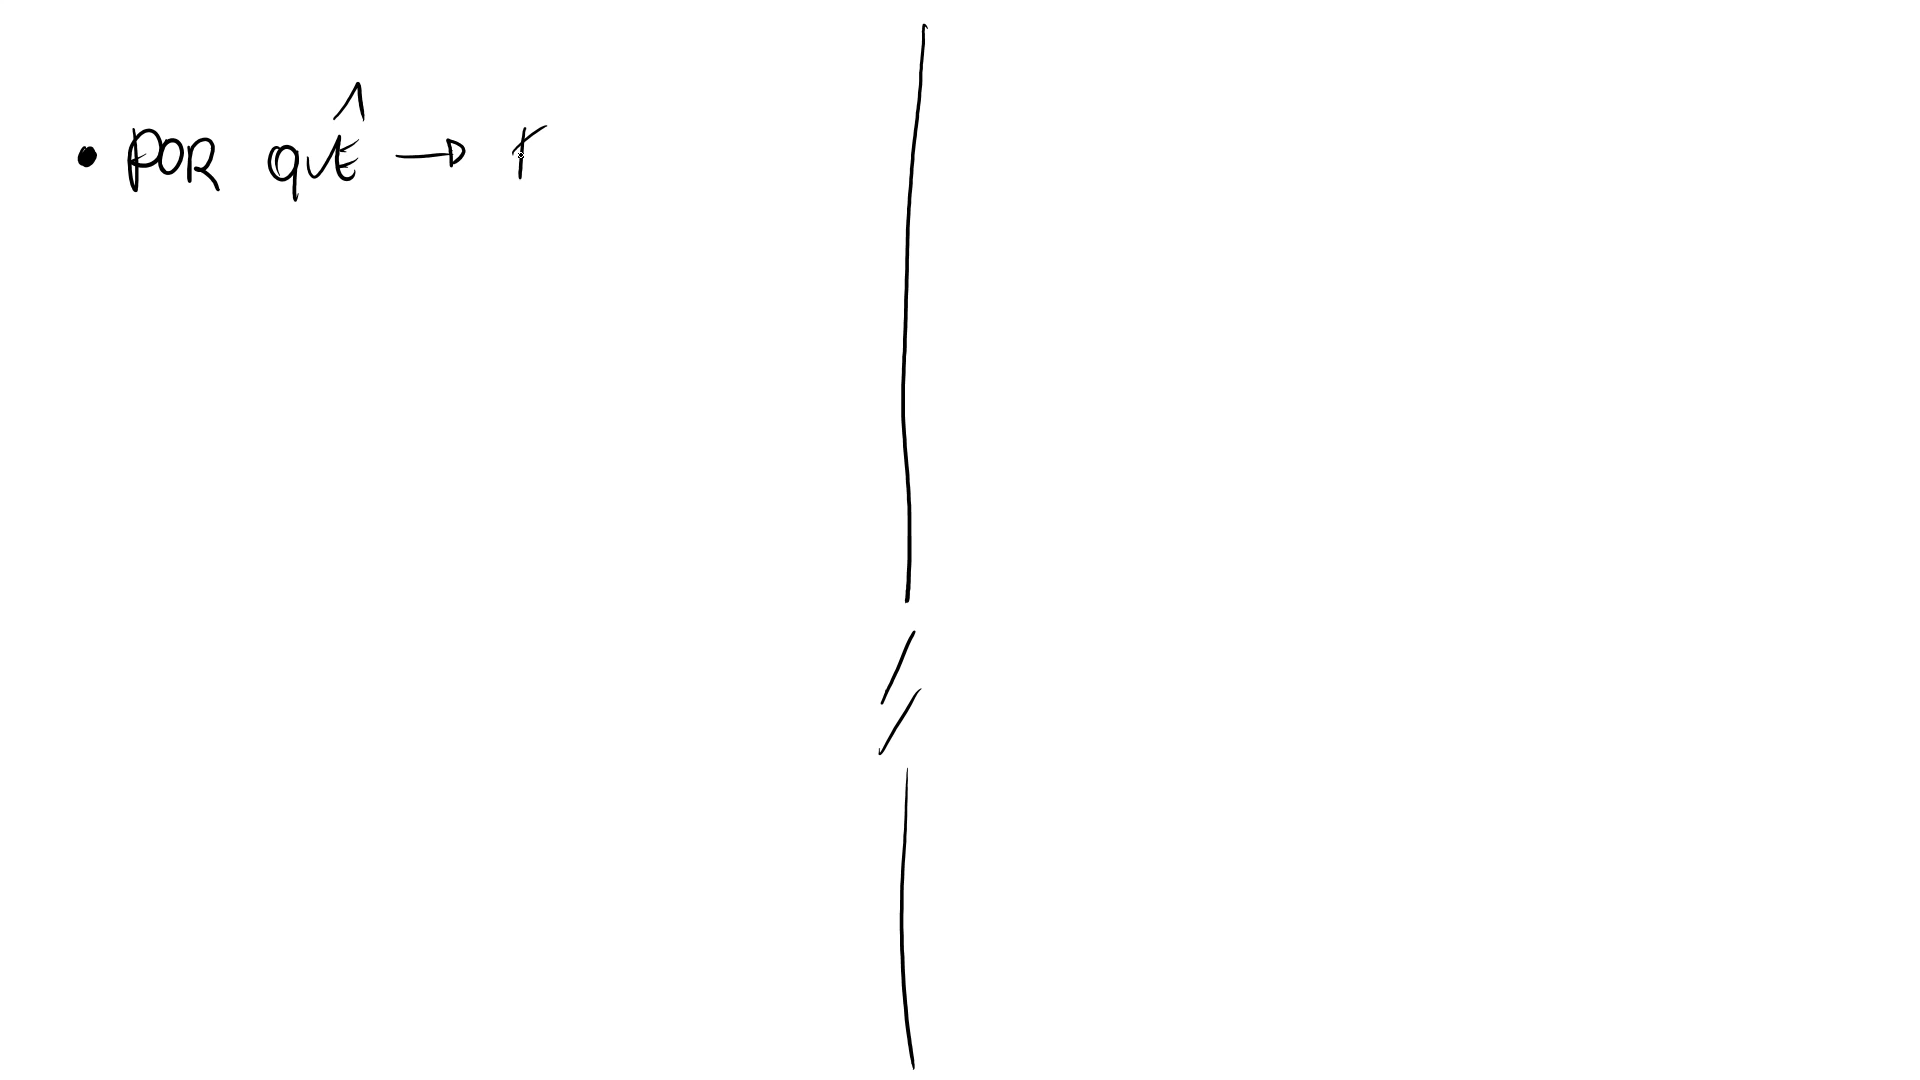 • POR quÊ →